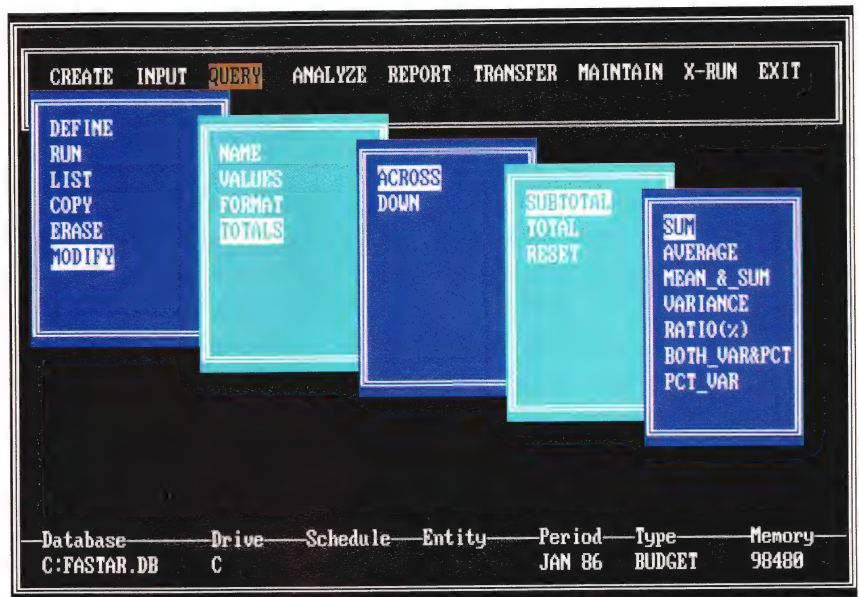 CREATE INPUT QUERY ANALYZE REPORT TRANSFER MAINTAIN X-RUN EXIT
DEFINE
RUN
LIST
COPY
ERASE
MODIFY
NAME
VALUES
FORMAT
TOTALS
ACROSS
DOWN
SUBTOTAL
TOTAL
RESET
SUM
AVERAGE
MEAN_&_SUM
VARIANCE
RATIO(%)
BOTH_VAR&PCT
PCT_VAR
Database Drive Schedule Entity Period Type Memory
C:FASTAR.DB C JAN 86 BUDGET 98480